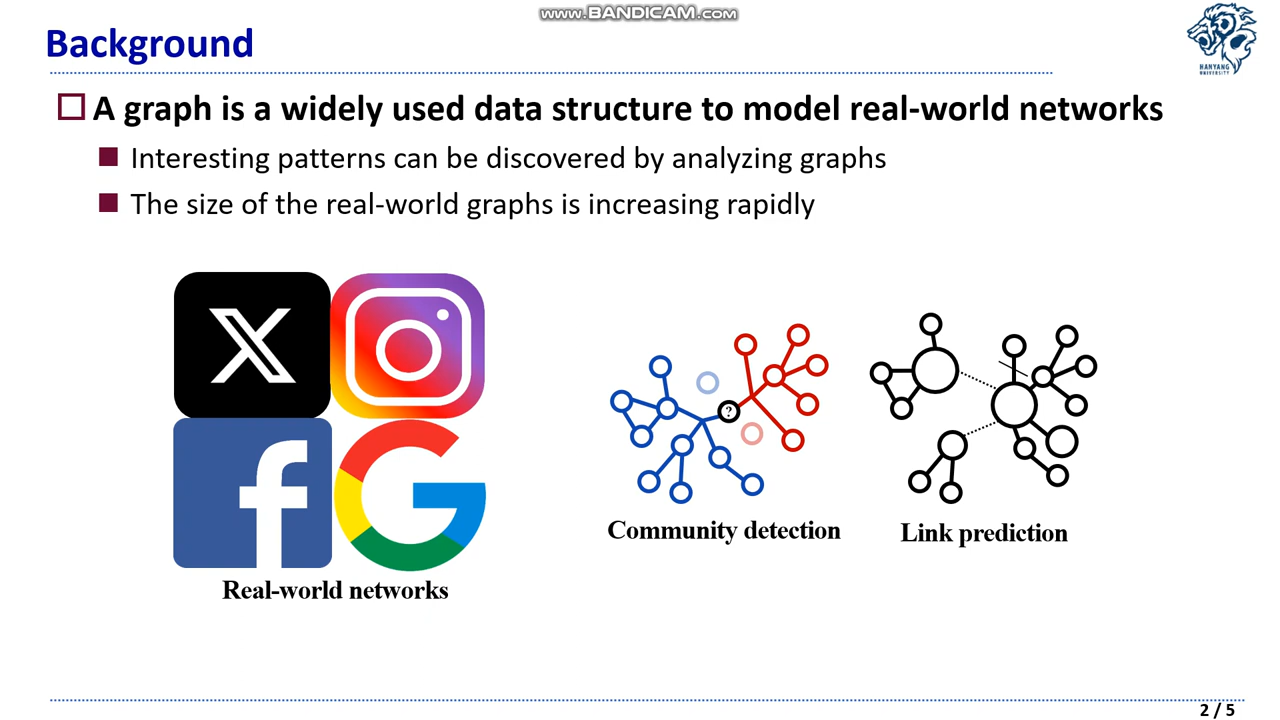 www.BANDICAM.com
Background
HANYANG
UNIVERSITY
A graph is a widely used data structure to model real-world networks
Interesting patterns can be discovered by analyzing graphs
The size of the real-world graphs is increasing rapidly
X
f
G
?
Community detection
Link prediction
Real-world networks
2 / 5